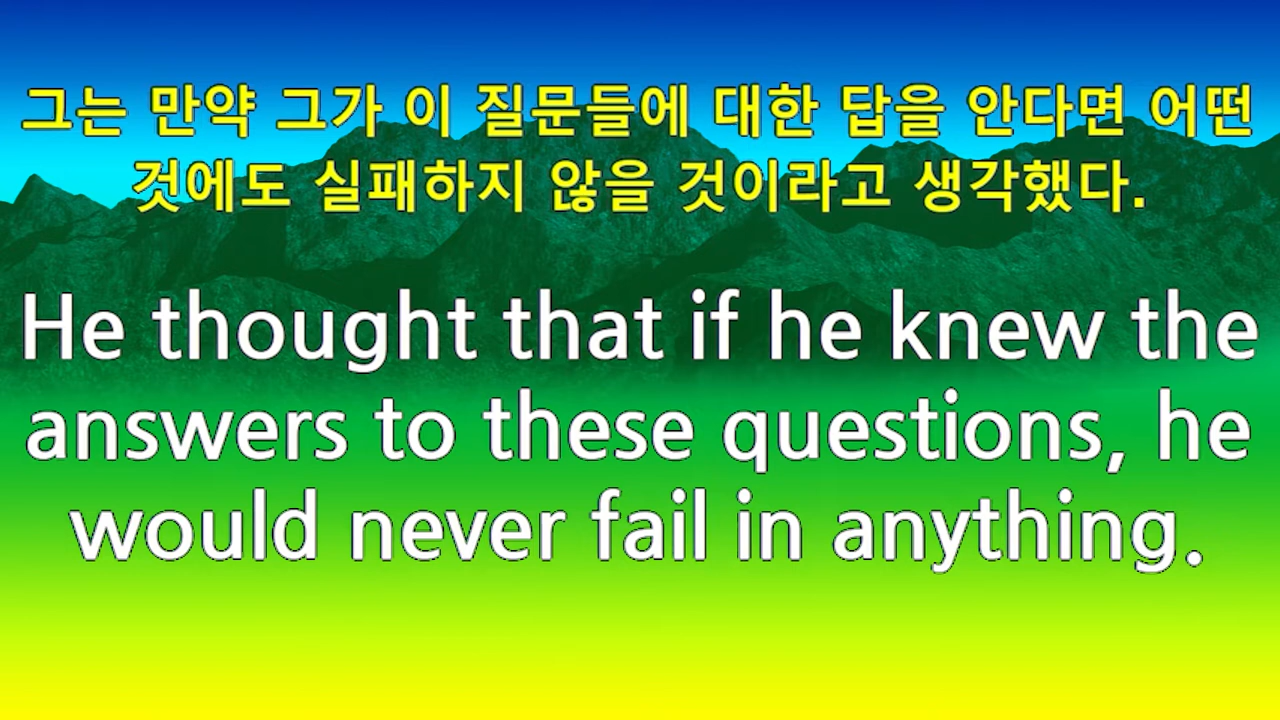 그는 만약 그가 이 질문들에 대한 답을 안다면 어떤
것에도 실패하지 않을 것이라고 생각했다.
He thought that if he knew the
answers to these questions, he
would never fail in anything.